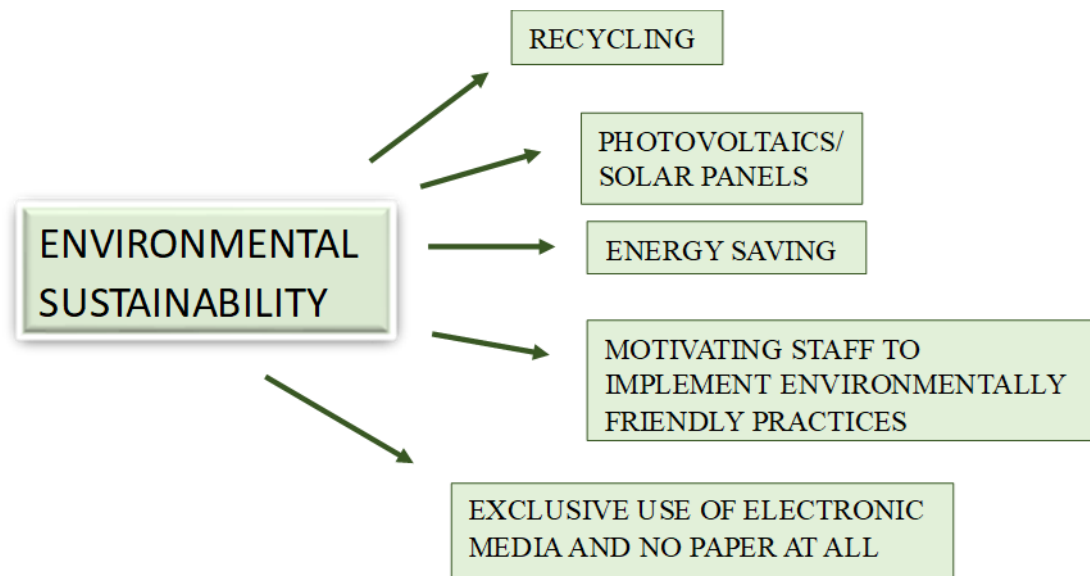 RECYCLING
PHOTOVOLTAICS/
SOLAR PANELS
ENVIRONMENTAL
SUSTAINABILITY
ENERGY SAVING
MOTIVATING STAFF TO
IMPLEMENT ENVIRONMENTALLY
FRIENDLY PRACTICES
EXCLUSIVE USE OF ELECTRONIC
MEDIA AND NO PAPER AT ALL